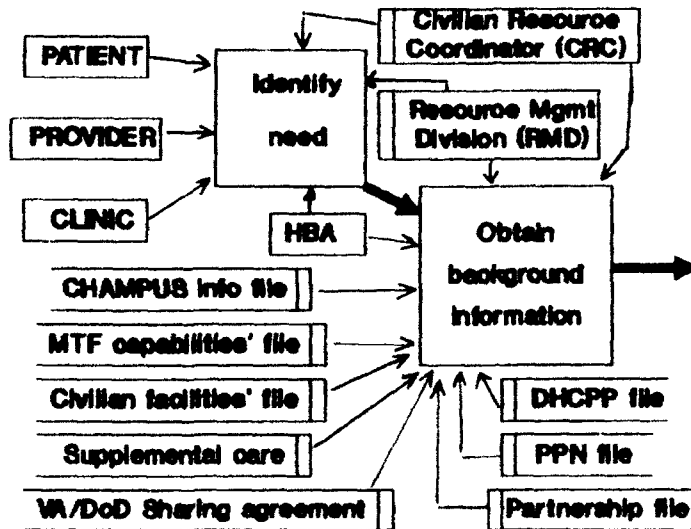 Civilian Resource
Coordinator (CRC)
PATIENT
Identify
need
Resource Mgmt
Division (RMD)
PROVIDER
CLINIC
HBA
Obtain
background
information
CHAMPUS info file
MTF capabilities' file
Civilian facilities' file
DHCPP file
Supplemental care
PPN file
VA/DoD Sharing agreement
Partnership file